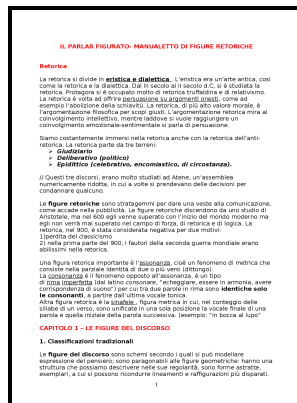 IL PARLAR FIGURATO- MANUALETTO DI FIGURE RETORICHE
Retorica
La retorica si divide in eristica e dialettica . L'eristica era un'arte antica, così
come la retorica e la dialettica. Dal III secolo al II secolo d.C, si è studiata la
retorica. Protagora si è occupato molto di retorica truffaldina e di relativismo.
La retorica è volta ad offrire persuasione su argomenti onesti, come ad
esempio l'abolizione della schiavitù. La retorica, di più alto valore morale, è
l'argomentazione filosofica per scopi giusti. L'argomentazione retorica mira al
coinvolgimento intellettivo, mentre laddove si vuole raggiungere un
coinvolgimento emozionale-sentimentale si parla di persuasione.
Siamo costantemente immersi nella retorica anche con la retorica dell'anti-
retorica. La retorica parte da tre terreni:
➢ Giudiziario
➢ Deliberativo (politico)
➢ Epidittico (celebrativo, encomiastico, di circostanza).
// Questi tre discorsi, erano molto studiati ad Atene, un'assemblea
numericamente ridotta, in cui a volte si prendevano delle decisioni per
condannare qualcuno.
Le figure retoriche sono stratagemmi per dare una veste alla comunicazione,
come accade nella pubblicità. Le figure retoriche discendono da uno studio di
Aristotele, ma nel 600 egli venne superato con l'inizio del mondo moderno ma
egli non verrà mai superato nel campo di forza, di retorica e di logica. La
retorica, nel 900, è stata considerata negativa per due motivi:
1)perdita del classicismo
2) nella prima parte del 900, i fautori della seconda guerra mondiale erano
abilissimi nella retorica.
Una figura retorica importante è l'assonanza, cioè un fenomeno che consiste
nella parziale identità di due o più versi (dittongo).
La consonanza è il fenomeno opposto all'assonanza, è un tipo
di rima imperfetta (dal latino consonare, "echeggiare, essere in armonia, avere
corrispondenza di suono") per cui tra due parole in rima sono identiche solo
le consonanti, a partire dall'ultima vocale tonica.
Altra figura retorica è la sinafele , figura metrica in cui, nel conteggio delle
sillabe di un verso, sono unificate in una sola posizione la vocale finale di una
parola e quella iniziale della parola successiva. (esempio: "in bocca al lupo"
CAPITOLO 1 – LE FIGURE DEL DISCORSO
1. Classificazioni tradizionali
Le figure del discorso sono schemi secondo i quali si può modellare
espressione del pensiero; sono paragonabili alle figure geometriche: hanno una
struttura che possiamo descrivere nelle sue regolarità, sono forme astratte,
esemplari, a cui si possono ricondurre lineamenti e raffigurazioni più disparati.
1